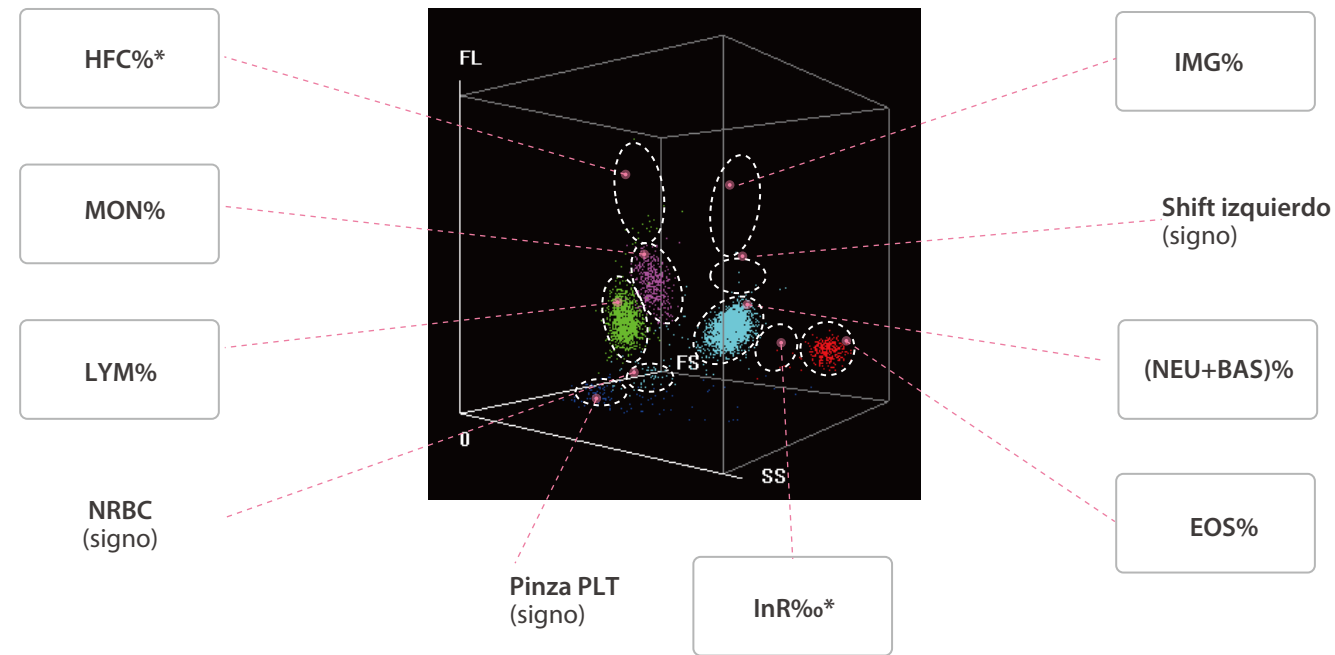 HFC%*
MON%
LYM%
NRBC
(signo)
FL
FS
0
SS
Pinza PLT
(signo)
InR‰*
IMG%
Shift izquierdo
(signo)
(NEU+BAS)%
EOS%